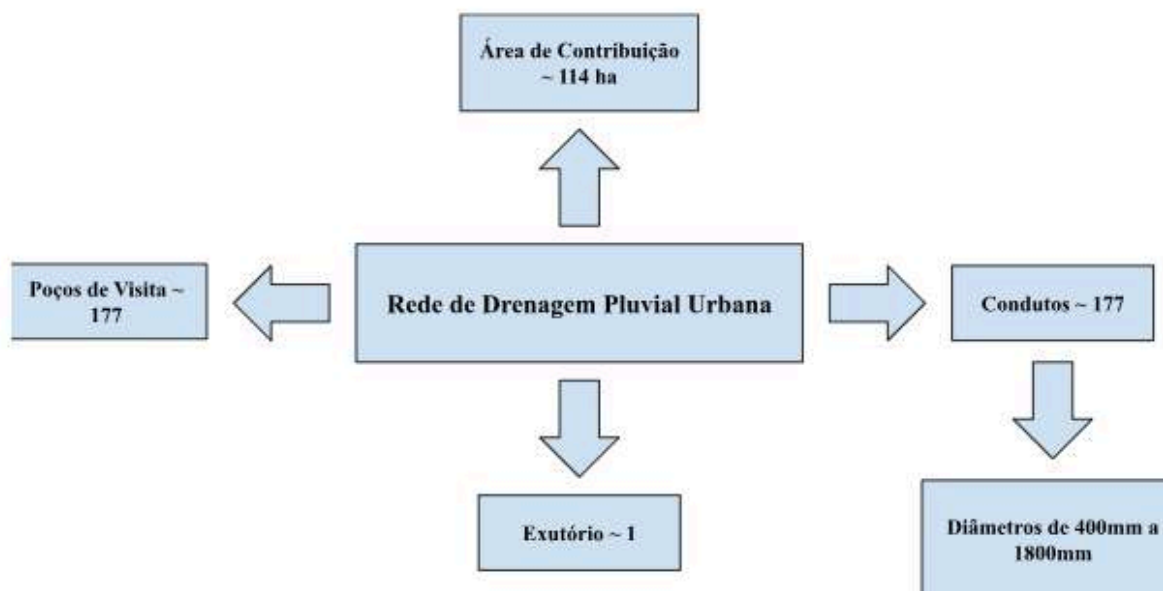 Área de Contribuição
~ 114 ha
Poços de Visita ~
177
Rede de Drenagem Pluvial Urbana
Condutos ~ 177
Exutório ~ 1
Diâmetros de 400mm a
1800mm